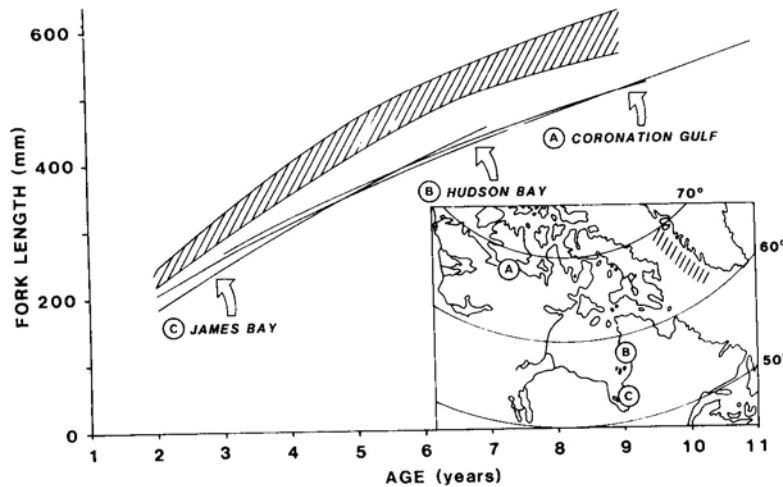 600
400
200
0
FORK LENGTH (mm)
A CORONATION GULF
B HUDSON BAY
C JAMES BAY
70°
60°
50°
A
B
C
1 2 3 4 5 6 7 8 9 10 11
AGE (years)